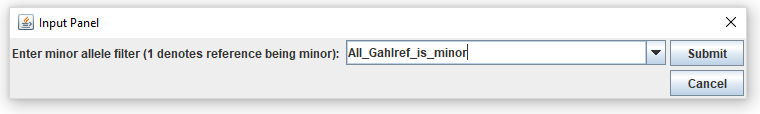 Input Panel
Enter minor allele filter (1 denotes reference being minor): All_Gahlref_is_minor Submit
Cancel